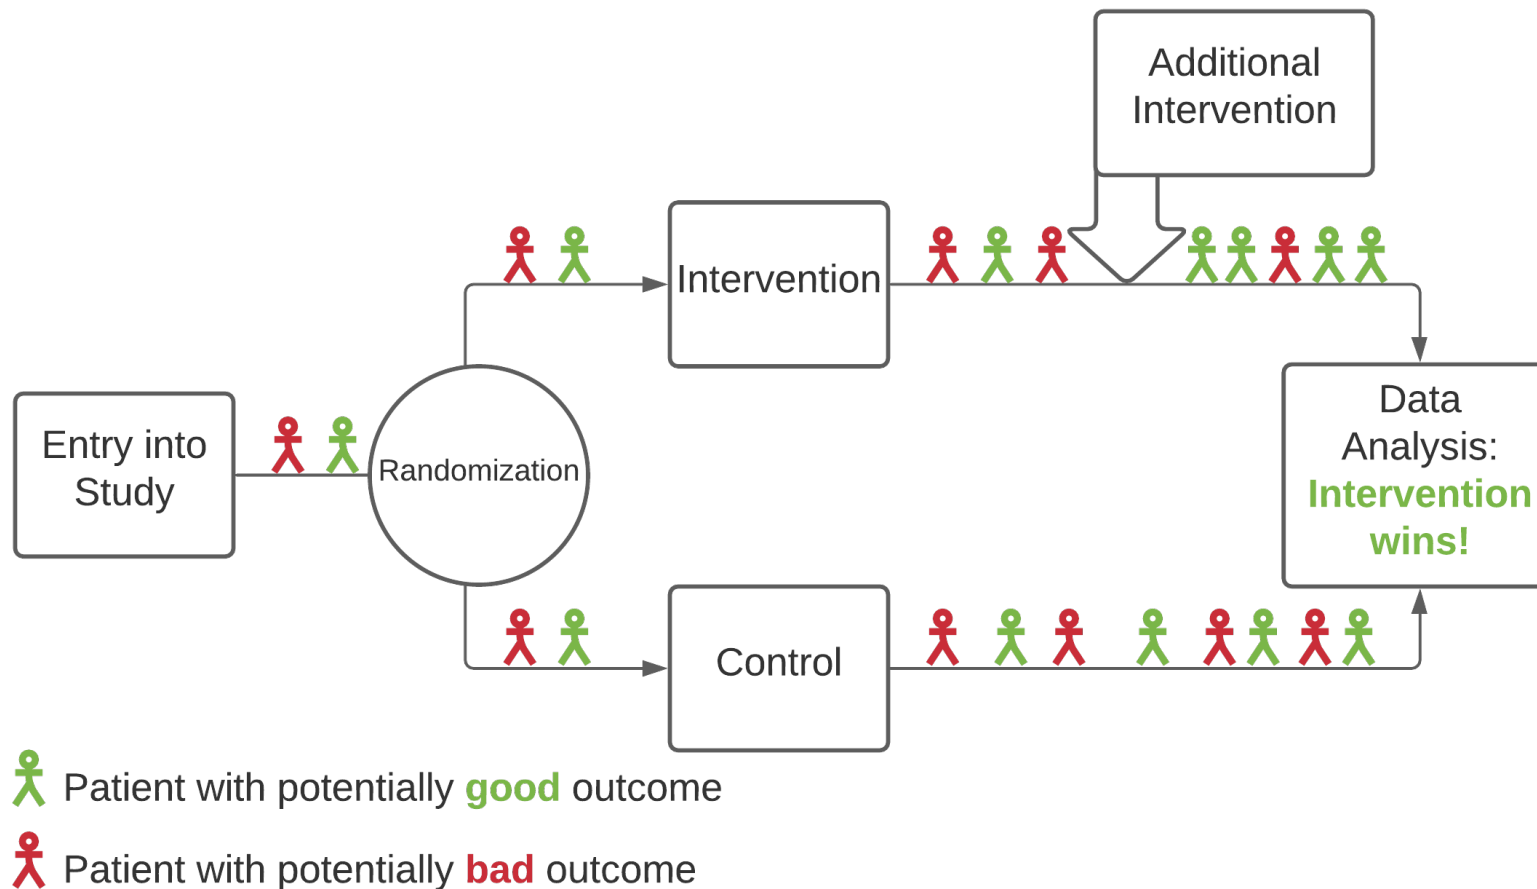 Additional
Intervention
Intervention
Entry into
Study
Randomization
Data
Analysis:
Intervention
wins!
Control
Patient with potentially good outcome
Patient with potentially bad outcome